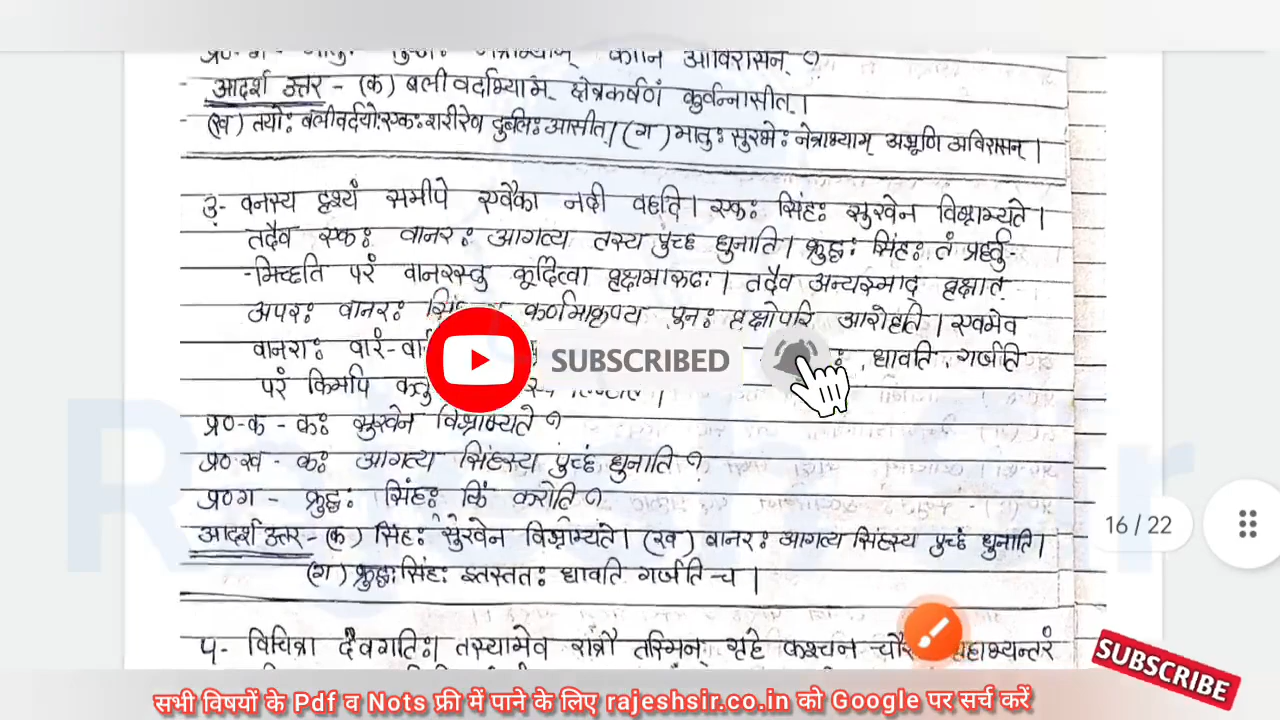 आदर्श उत्तर - (क) बलीवर्दाभ्याम् क्षेत्रकर्षणं कुर्वन्नासीत् ।
(ख) तयोः बलीवर्दयोःएकःशरीरेण दुर्बलः आसीत् । (ग) मातुः सुरभेः नेत्राभ्याम् अश्रूणि अविरासन् ।
वनस्य दृश्यं समीपे एवैका नदी वहति । एकः सिंहः सुखेन विश्राम्यते ।
तदैव एकः वानरः आगत्य तस्य पुच्छं धुनाति । क्रुद्धः सिंहः तं प्रहर्तु-
-मिच्छति परं वानरस्तु कूर्दित्वा वृक्षमारूढः । तदैव अन्यस्माद् वृक्षात्
अपरः वानरः कर्णमाकृष्य पुनः वृक्षोपरि आरोहति । एवमेव
वानराः वारं- धावति, गर्जति
परं किमपि
SUBSCRIBED
प्र०-क - कः सुखेन विश्राम्यते ?
प्र०-ख - कः आगत्य सिंहस्य पुच्छं धुनाति ?
प्र०ग - क्रुद्धः सिंहः किं करोति ?
आदर्श उत्तर - (क) सिंहः सुखेन विश्राम्यते । (ख) वानरः आगत्य सिंहस्य पुच्छं धुनाति ।
(ग) क्रुद्धः सिंहः इतस्ततः धावति गर्जति च ।
16 / 22
५- विचित्रा दैवगतिः। तस्यामेव रात्रौ तस्मिन् गृहे कश्चन
SUBSCRIBE
सभी विषयों के Pdf व Nots फ्री में पाने के लिए rajeshsir.co.in को Google पर सर्च करें